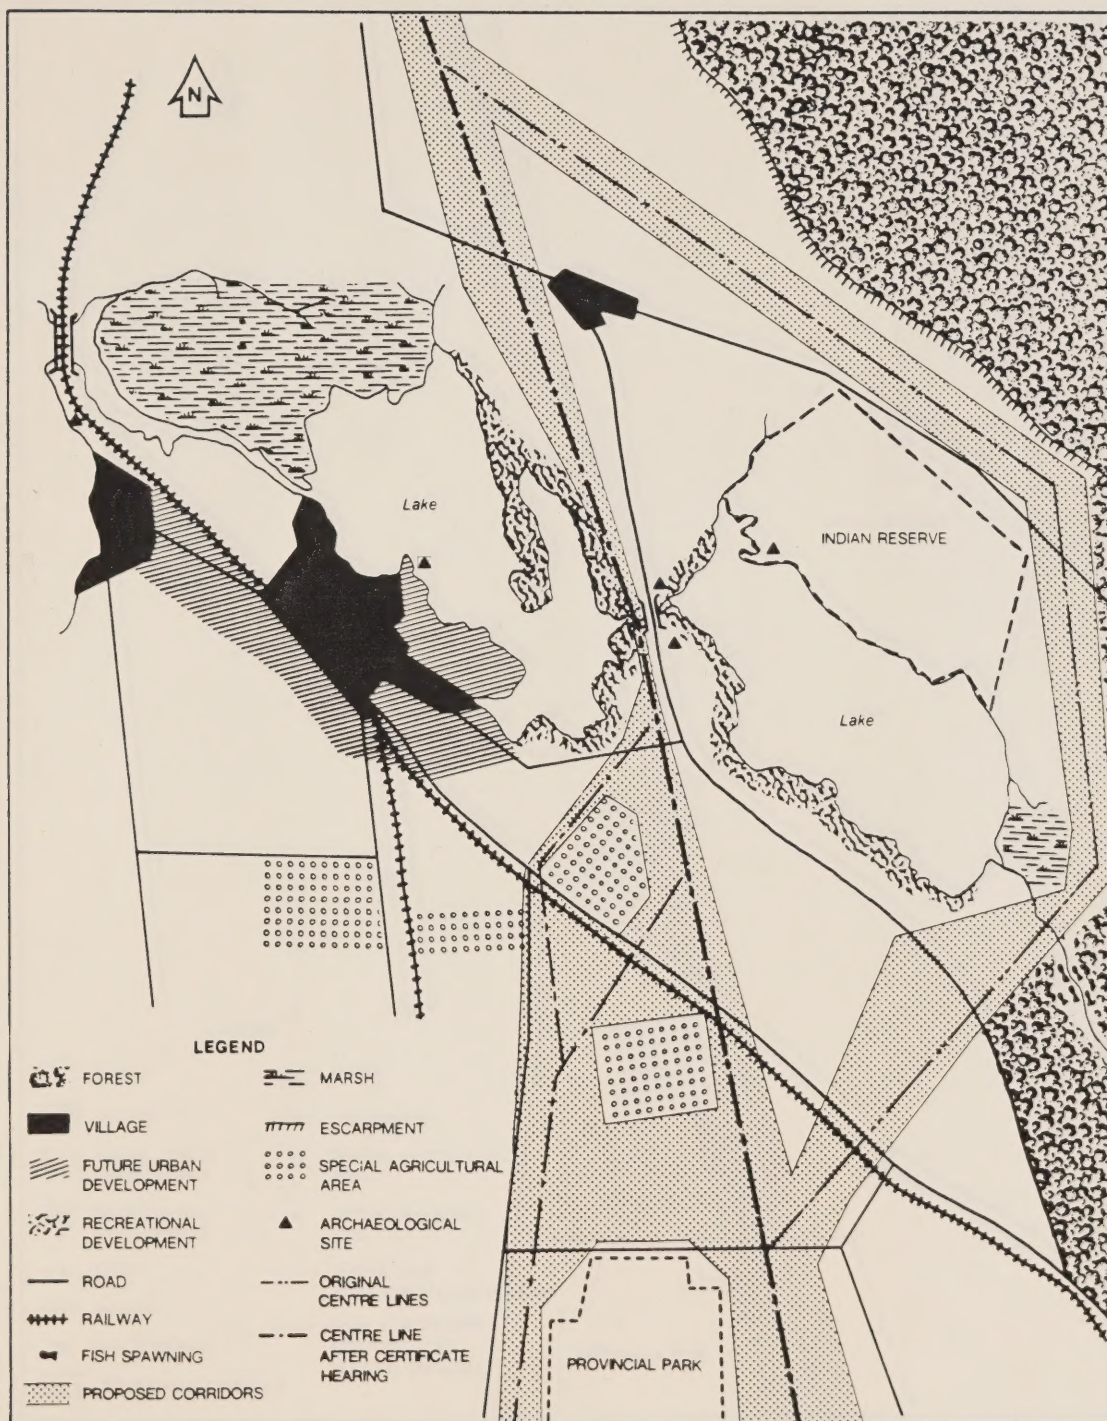 N
Lake
INDIAN RESERVE
Lake
LEGEND
FOREST
VILLAGE
FUTURE URBAN
DEVELOPMENT
RECREATIONAL
DEVELOPMENT
ROAD
RAILWAY
FISH SPAWNING
PROPOSED CORRIDORS
MARSH
ESCARPMENT
SPECIAL AGRICULTURAL
AREA
ARCHAEOLOGICAL
SITE
ORIGINAL
CENTRE LINES
CENTRE LINE
AFTER CERTIFICATE
HEARING
PROVINCIAL PARK